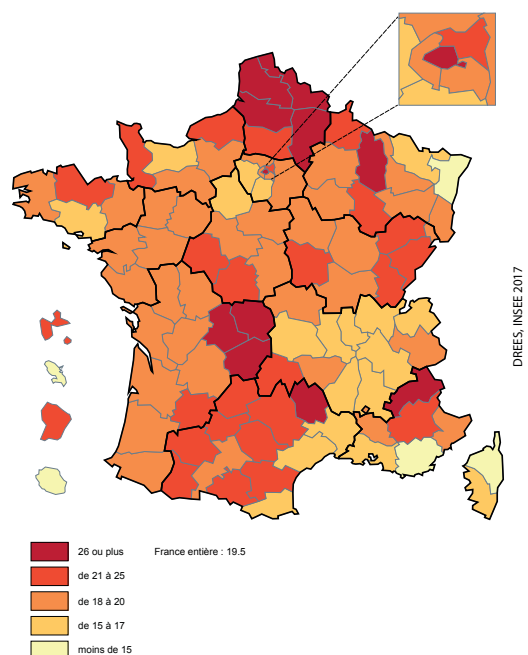 DREES, INSEE 2017
26 ou plus
France entière : 19.5
de 21 à 25
de 18 à 20
de 15 à 17
moins de 15